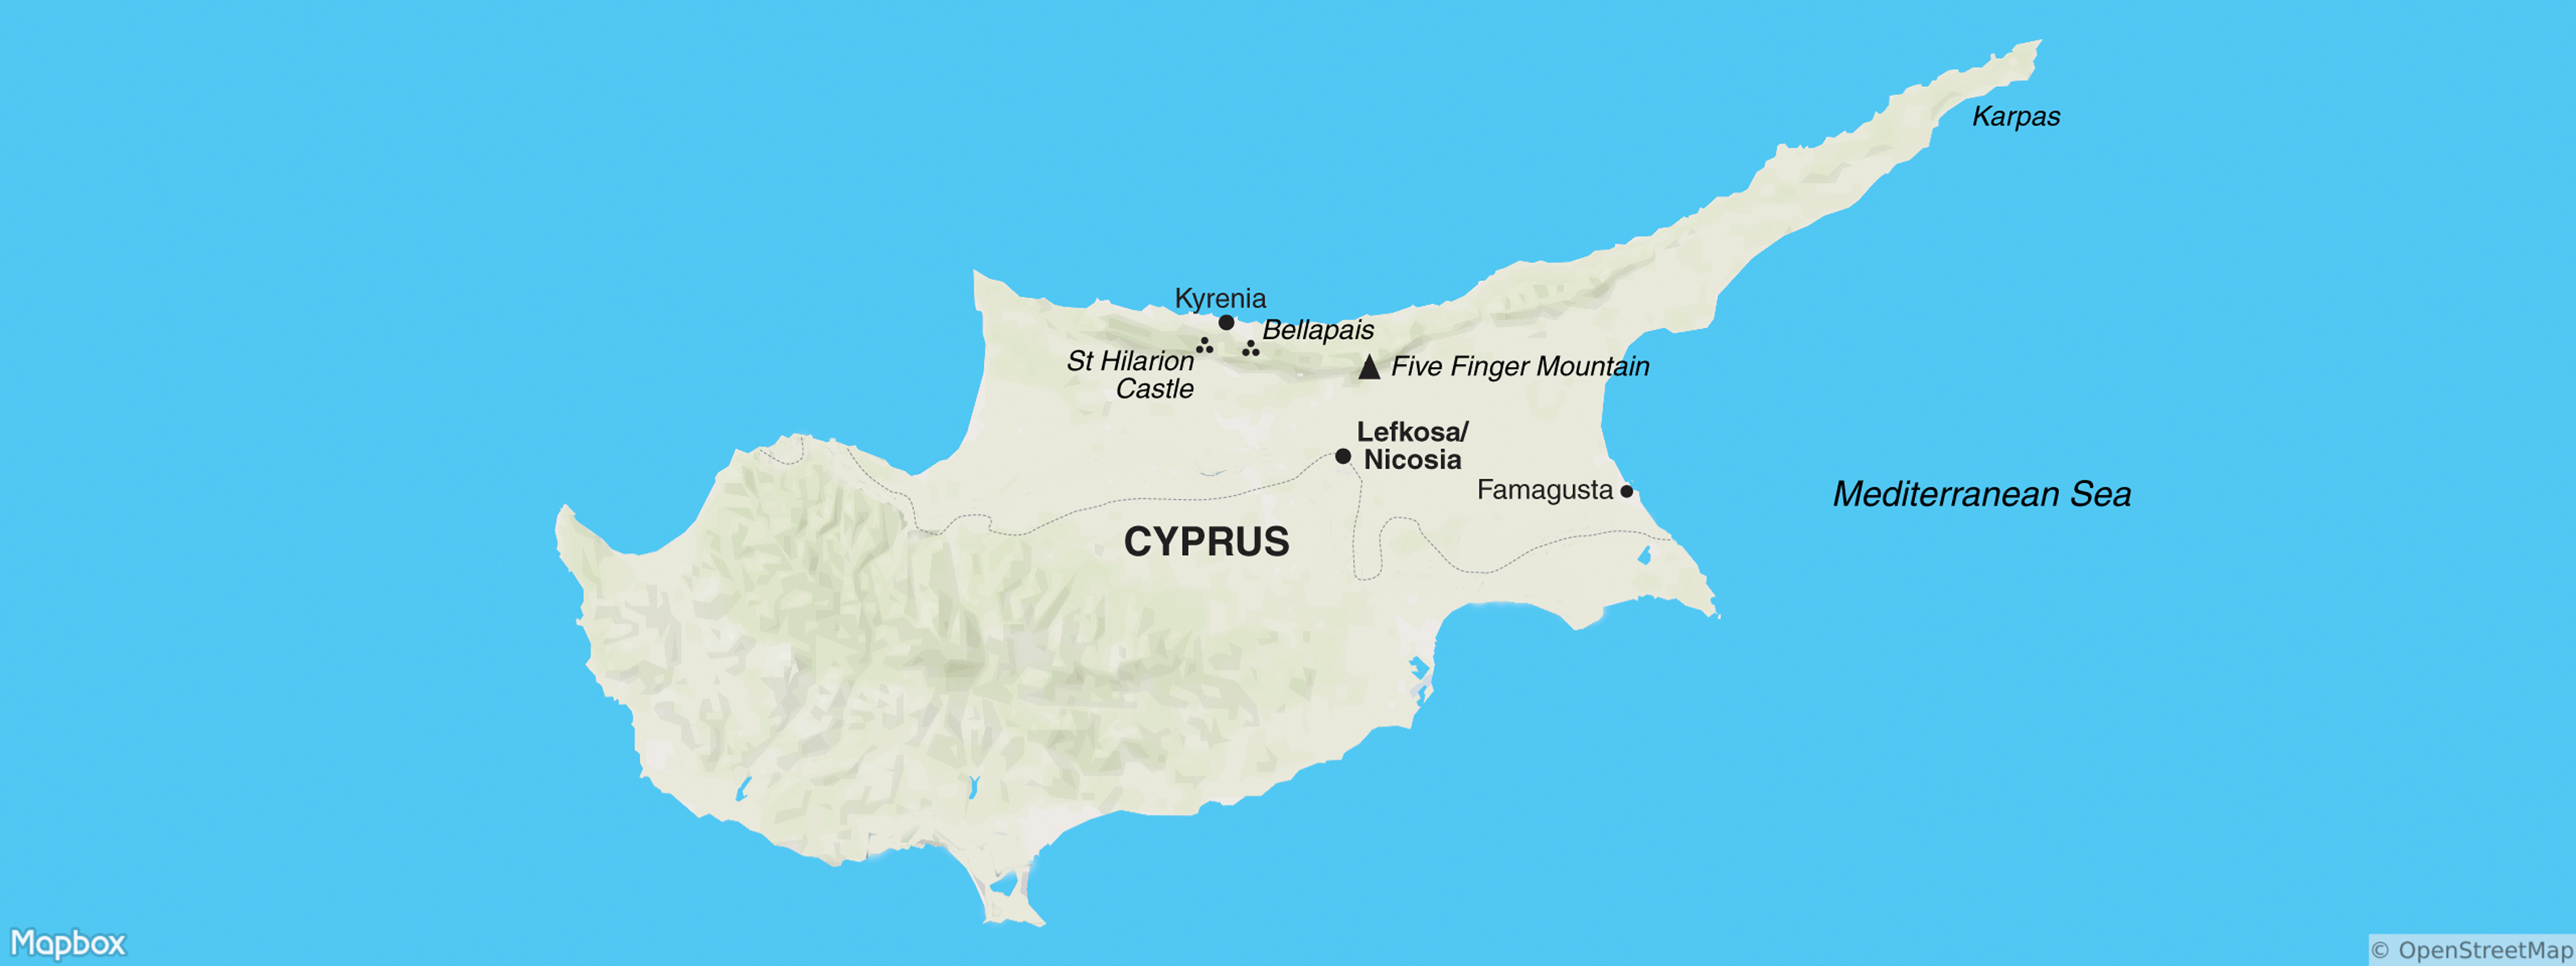 Karpas
Kyrenia
Bellapais
St Hilarion
Castle
Five Finger Mountain
Lefkosa/
Nicosia
Famagusta
Mediterranean Sea
CYPRUS
Mapbox
© OpenStreetMap